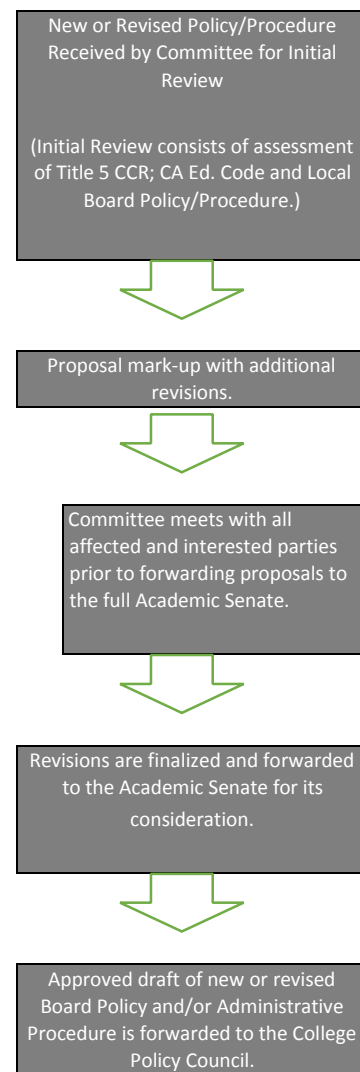 New or Revised Policy/Procedure
Received by Committee for Initial
Review
(Initial Review consists of assessment
of Title 5 CCR; CA Ed. Code and Local
Board Policy/Procedure.)
Proposal mark-up with additional
revisions.
Committee meets with all
affected and interested parties
prior to forwarding proposals to
the full Academic Senate.
Revisions are finalized and forwarded
to the Academic Senate for its
consideration.
Approved draft of new or revised
Board Policy and/or Administrative
Procedure is forwarded to the College
Policy Council.